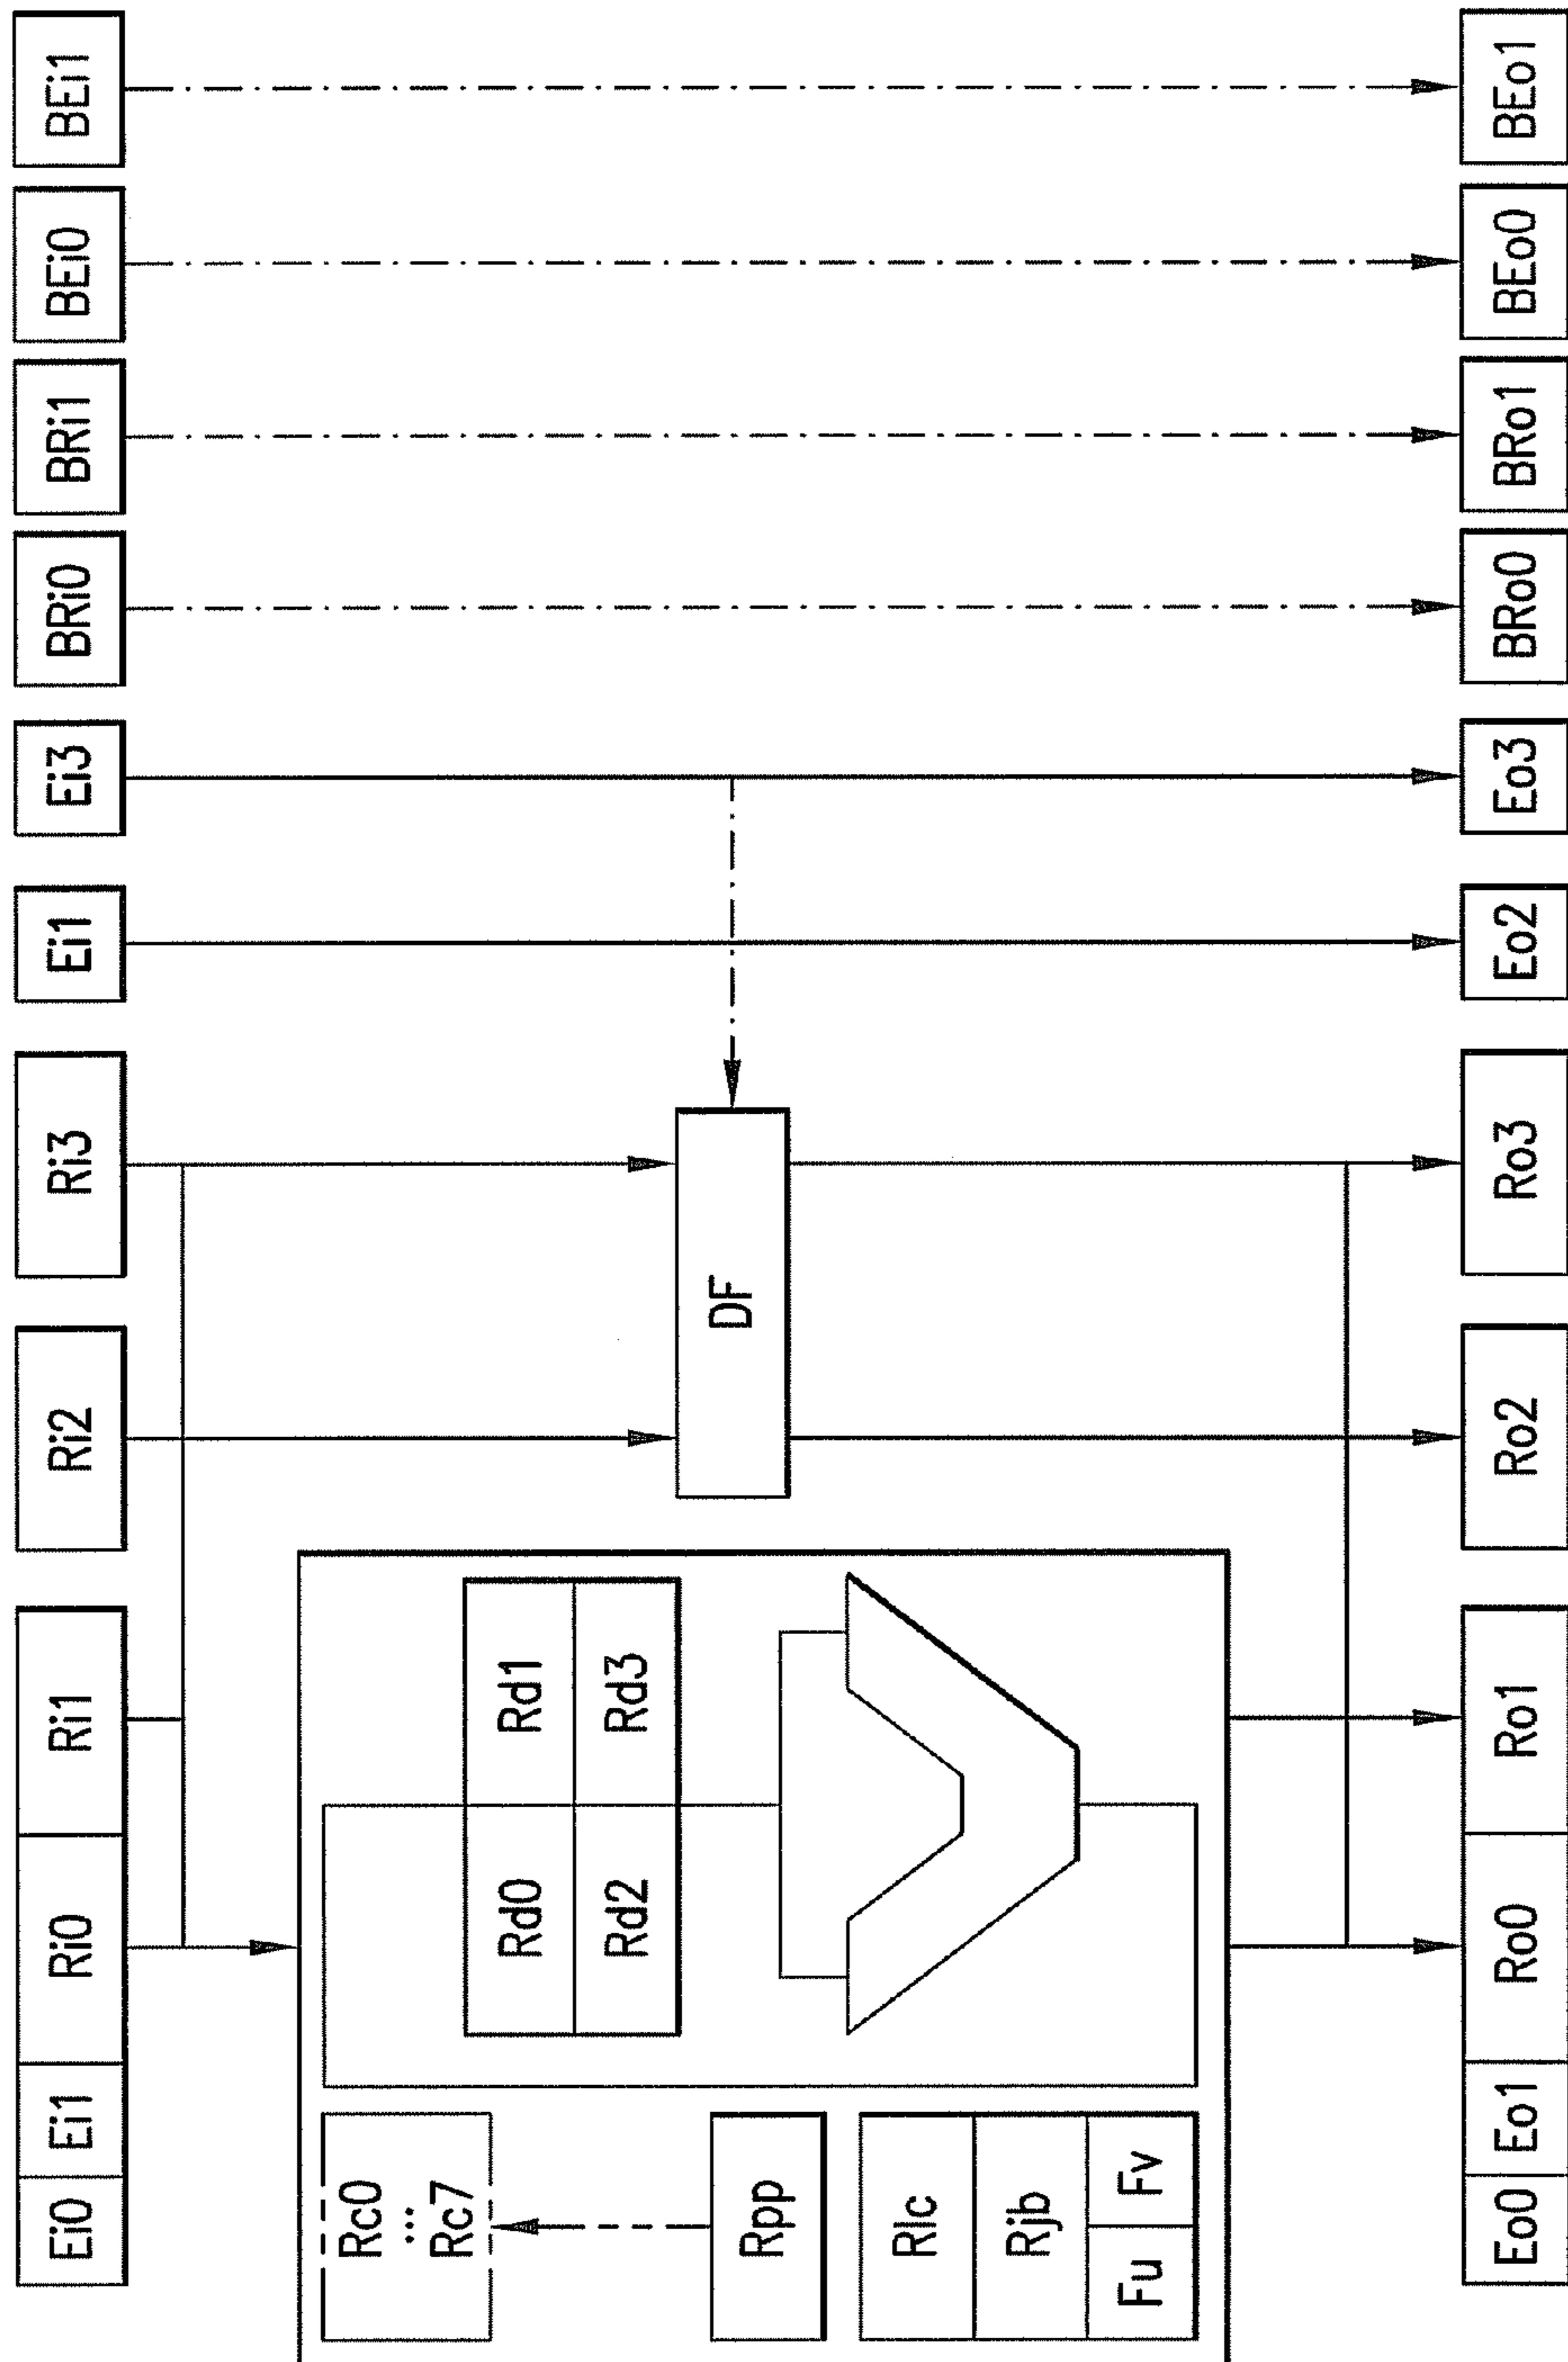 Ei0 Ei1 Ri0 Ri1 Ri2 Ri3 Ei1 Ei3 BRi0 BRi1 BEi0 BEi1
Rc0
...
Rc7
Rd0 Rd1
Rd2 Rd3
Rpp
DF
Rlc
Rjb
Fu Fv
Eo0 Eo1 Ro0 Ro1 Ro2 Ro3 Eo2 Eo3 BRo0 BRo1 BEo0 BEo1